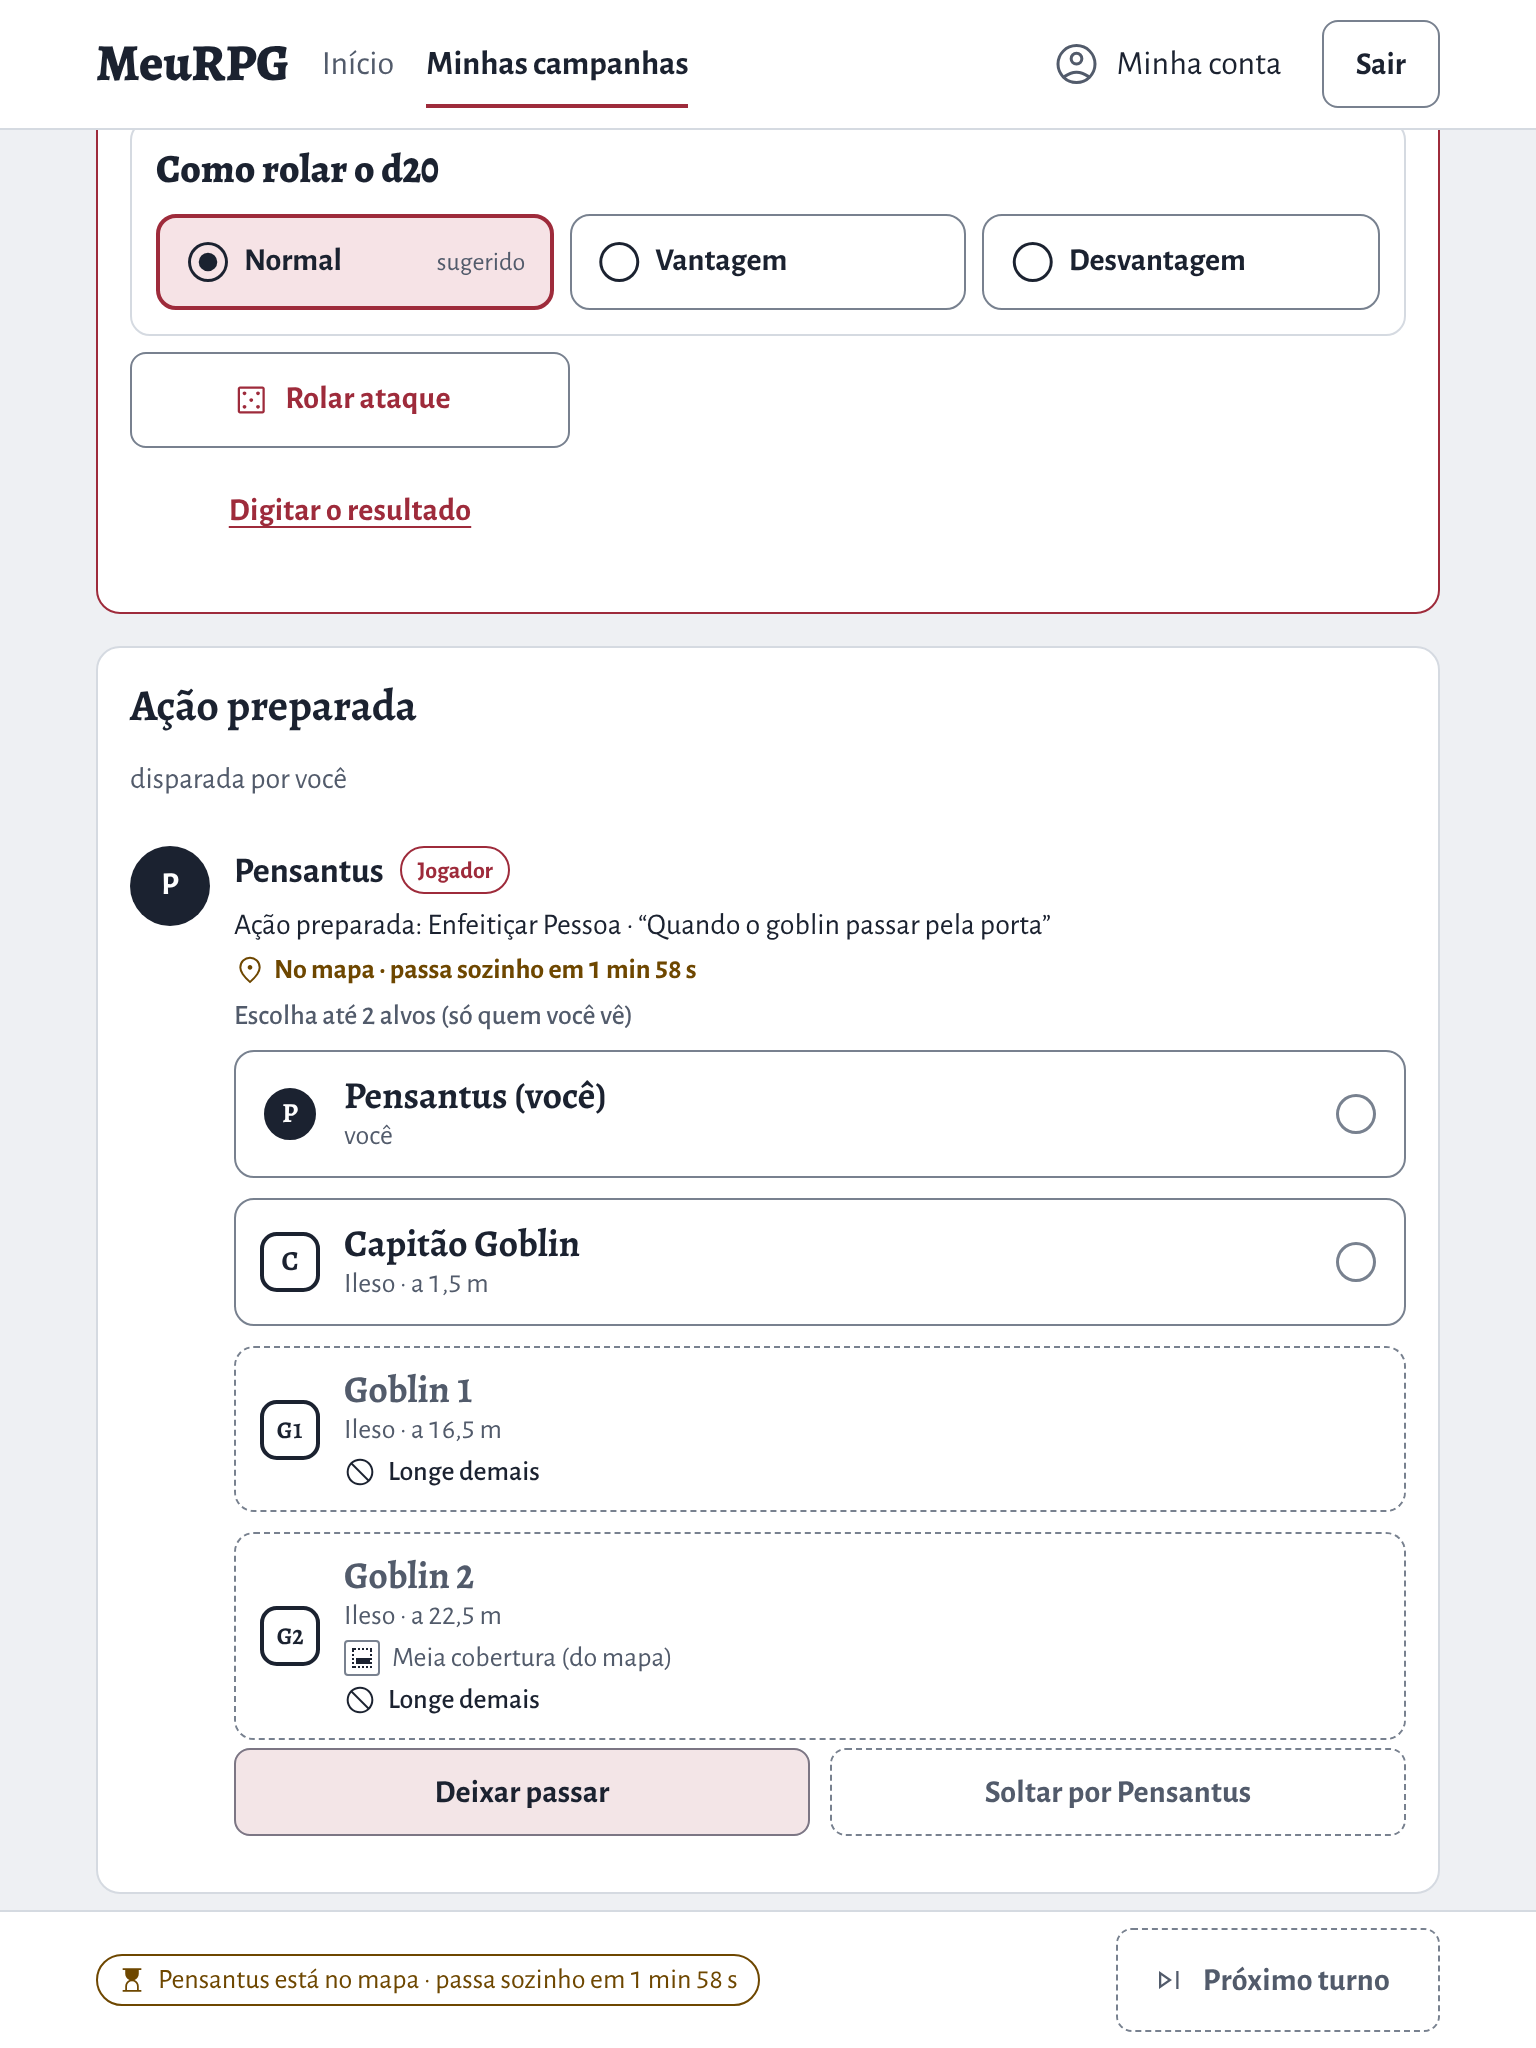 MeuRPG Início Minhas campanhas Minha conta Sair
Como rolar o d20
Normal sugerido Vantagem Desvantagem
Rolar ataque
Digitar o resultado
Ação preparada
disparada por você
P Pensantus Jogador
Ação preparada: Enfeitiçar Pessoa · “Quando o goblin passar pela porta”
No mapa · passa sozinho em 1 min 58 s
Escolha até 2 alvos (só quem você vê)
P Pensantus (você)
você
C Capitão Goblin
Ileso · a 1,5 m
G1 Goblin 1
Ileso · a 16,5 m
Longe demais
G2 Goblin 2
Ileso · a 22,5 m
Meia cobertura (do mapa)
Longe demais
Deixar passar Soltar por Pensantus
Pensantus está no mapa · passa sozinho em 1 min 58 s Próximo turno